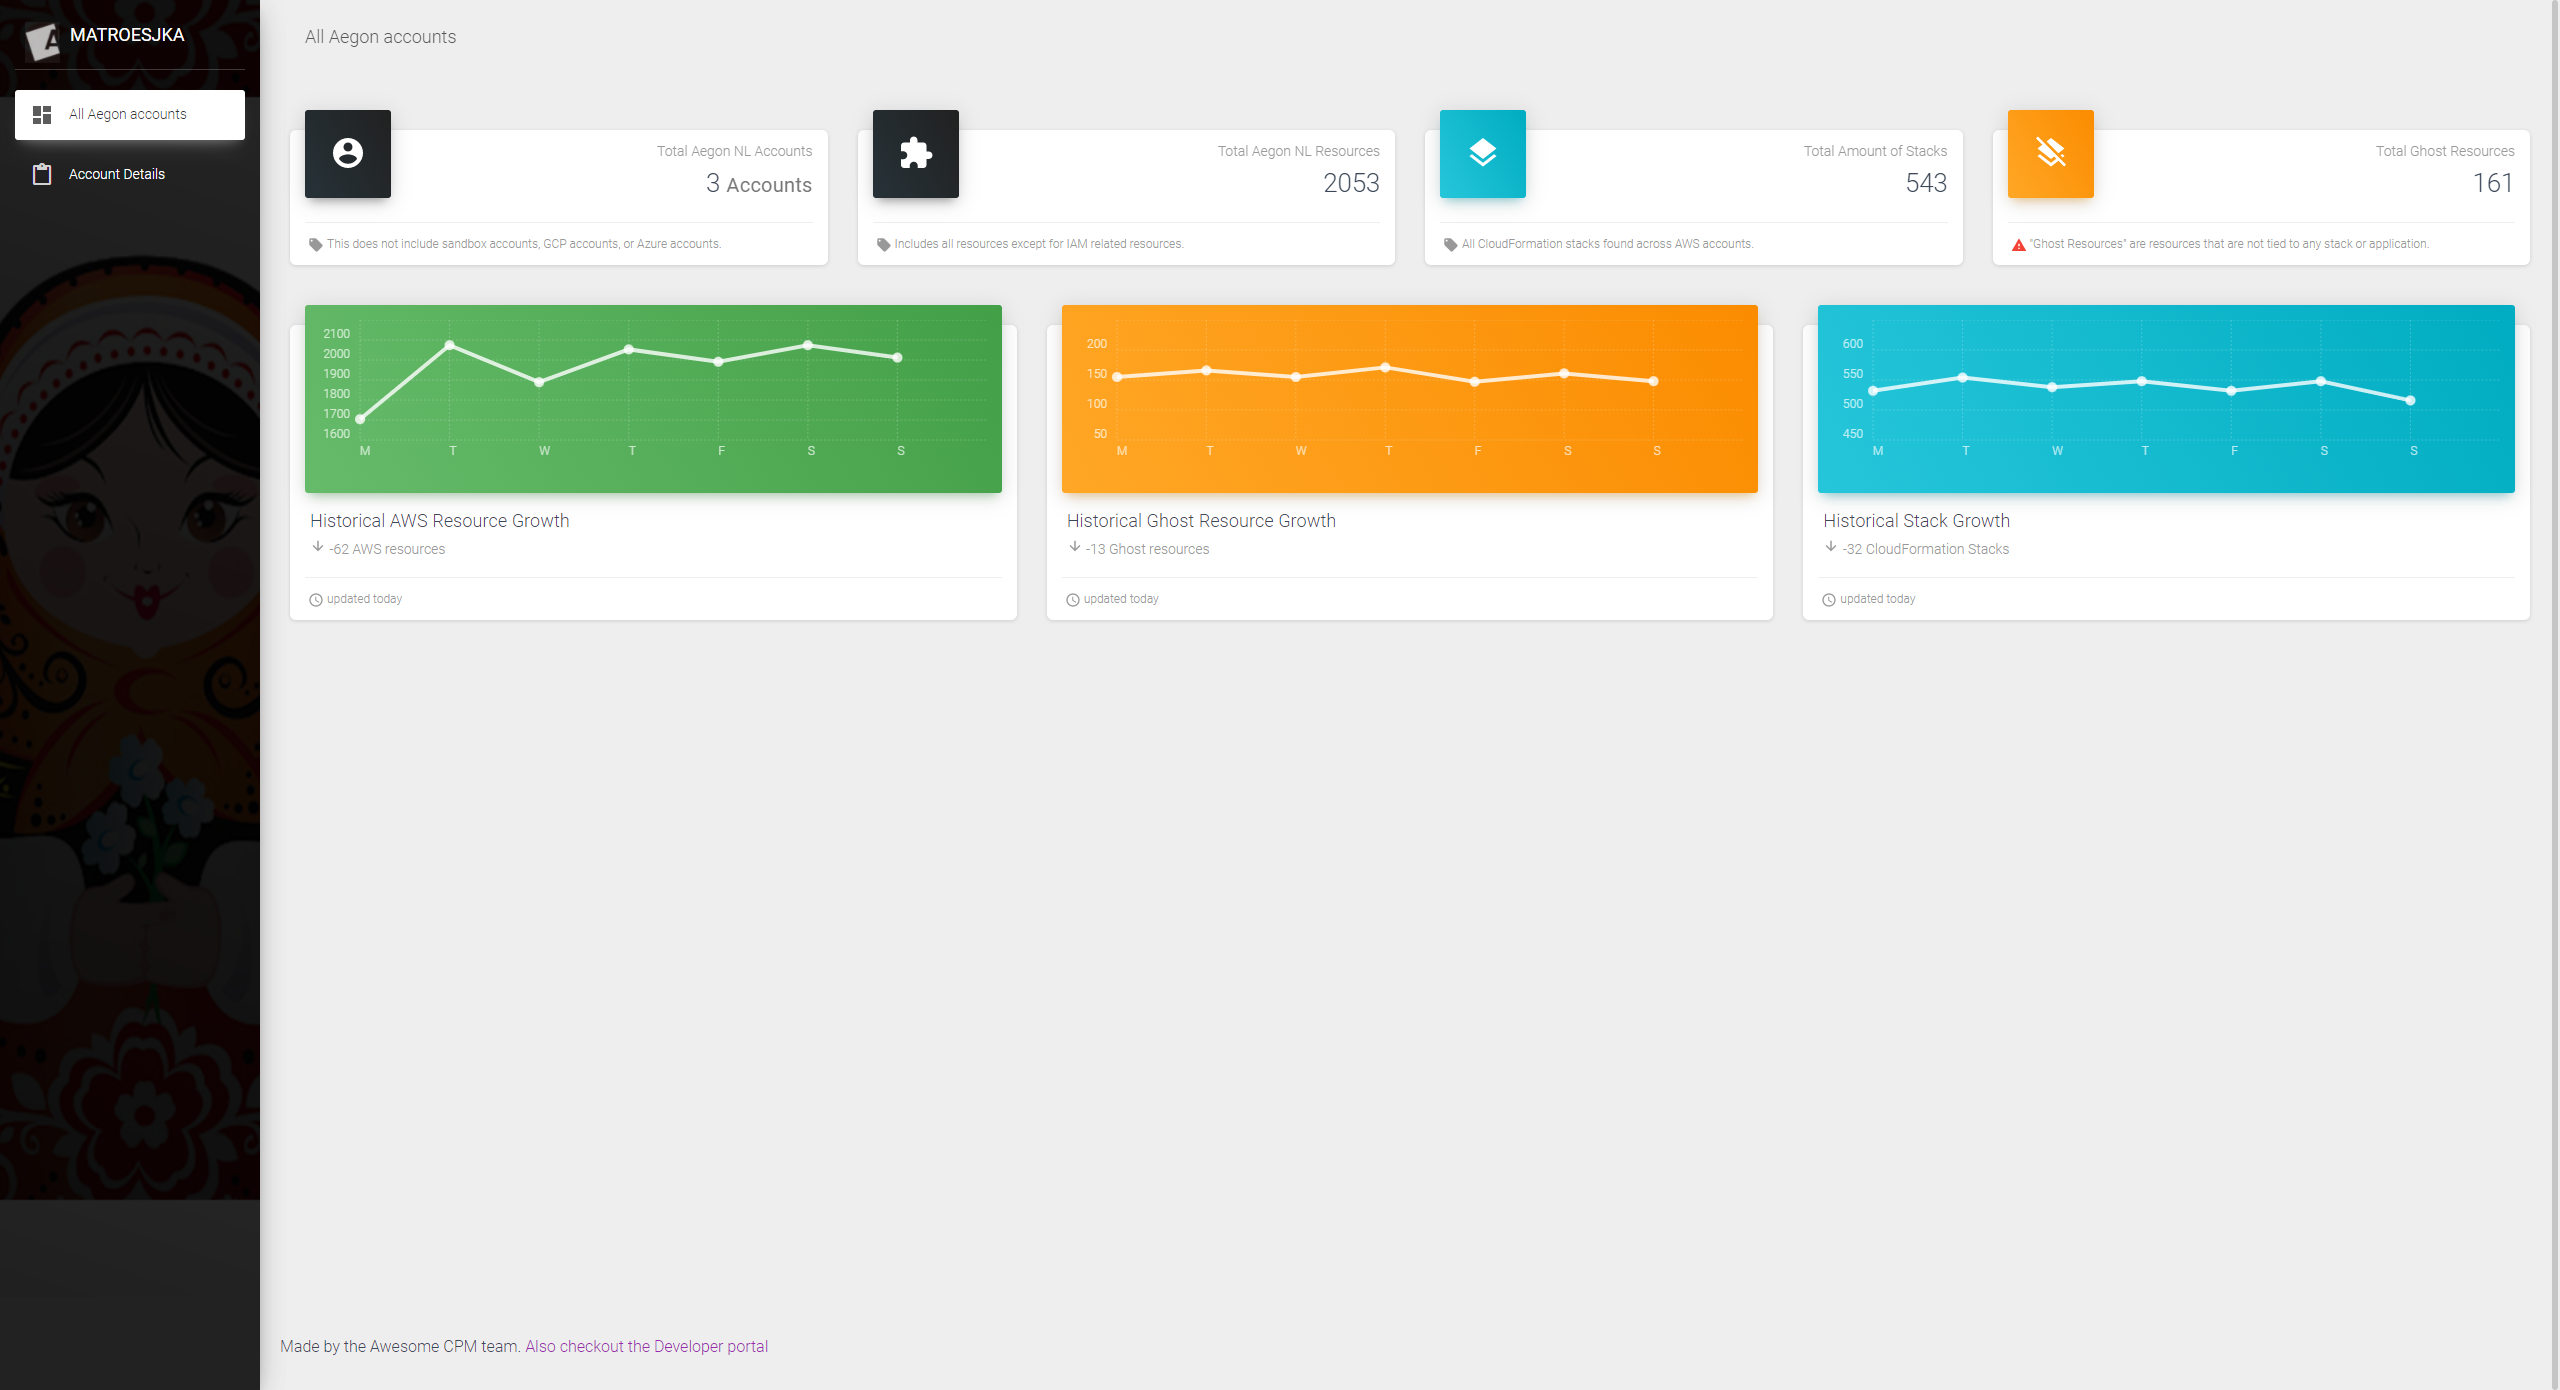 MATROESJKA
All Aegon accounts
Account Details
All Aegon accounts
Total Aegon NL Accounts
3 Accounts
This does not include sandbox accounts, GCP accounts, or Azure accounts.
Total Aegon NL Resources
2053
Includes all resources except for IAM related resources.
Total Amount of Stacks
543
All CloudFormation stacks found across AWS accounts.
Total Ghost Resources
161
"Ghost Resources" are resources that are not tied to any stack or application.
2100
2000
1900
1800
1700
1600
M T W T F S S
Historical AWS Resource Growth
-62 AWS resources
updated today
200
150
100
50
M T W T F S S
Historical Ghost Resource Growth
-13 Ghost resources
updated today
600
550
500
450
M T W T F S S
Historical Stack Growth
-32 CloudFormation Stacks
updated today
Made by the Awesome CPM team. Also checkout the Developer portal